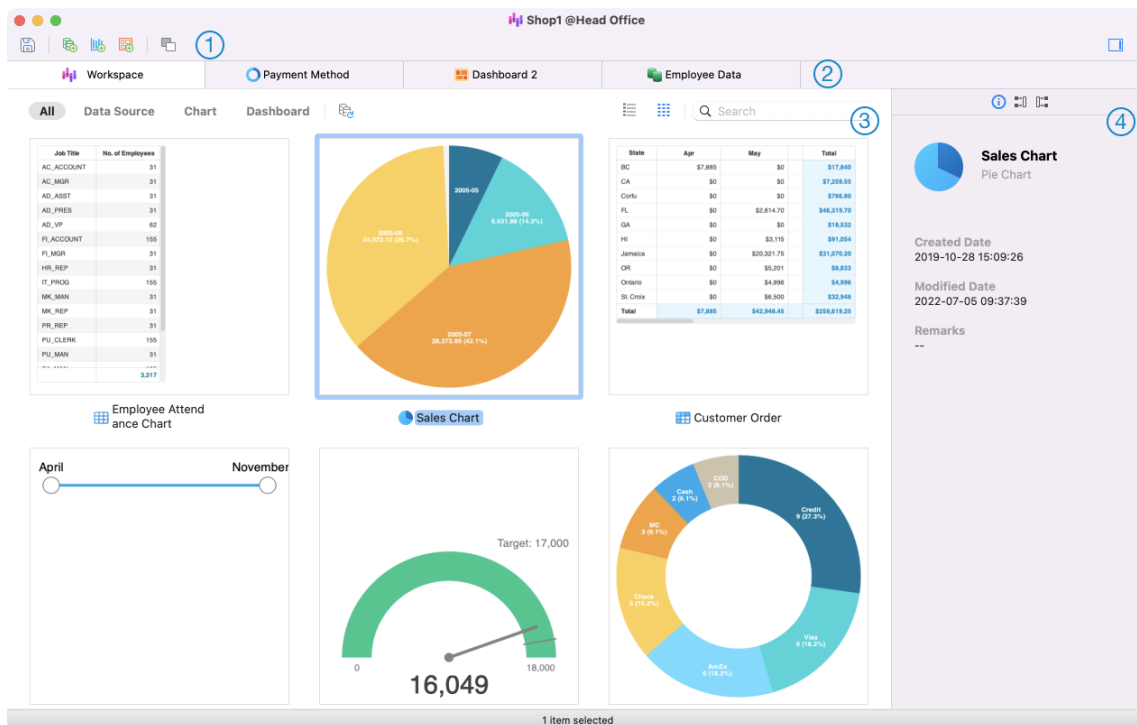 Shop1 @Head Office
1
Workspace
Payment Method
Dashboard 2
Employee Data
2
All
Data Source
Chart
Dashboard
Search
3
4
Job Title No. of Employees
AC_ACCOUNT 31
AC_MGR 31
AD_ASST 31
AD_PRES 31
AD_VP 62
FI_ACCOUNT 155
FI_MGR 31
HR_REP 31
IT_PROG 155
MK_MAN 31
MK_REP 31
PR_REP 31
PU_CLERK 155
PU_MAN 31
3,317
Employee Attend
ance Chart
2005-05
2005-06
9,631.88 (14.3%)
2005-08
24,072.13 (35.7%)
2005-07
28,373.89 (42.1%)
Sales Chart
State Apr May Total
BC $7,885 $0 $17,840
CA $0 $0 $7,259.55
Corfu $0 $0 $766.80
FL $0 $2,814.70 $46,319.70
GA $0 $0 $18,532
HI $0 $3,115 $91,054
Jamaica $0 $20,321.75 $31,070.20
OR $0 $5,201 $8,833
Ontario $0 $4,996 $4,996
St. Croix $0 $6,500 $32,948
Total $7,885 $42,948.45 $259,619.25
Customer Order
Sales Chart
Pie Chart
Created Date
2019-10-28 15:09:26
Modified Date
2022-07-05 09:37:39
Remarks
--
April
November
Target: 17,000
0
18,000
16,049
COD
2 (6.1%)
Cash
2 (6.1%)
Credit
9 (27.3%)
MC
3 (9.1%)
Check
5 (15.2%)
Visa
6 (18.2%)
AmEx
6 (18.2%)
1 item selected